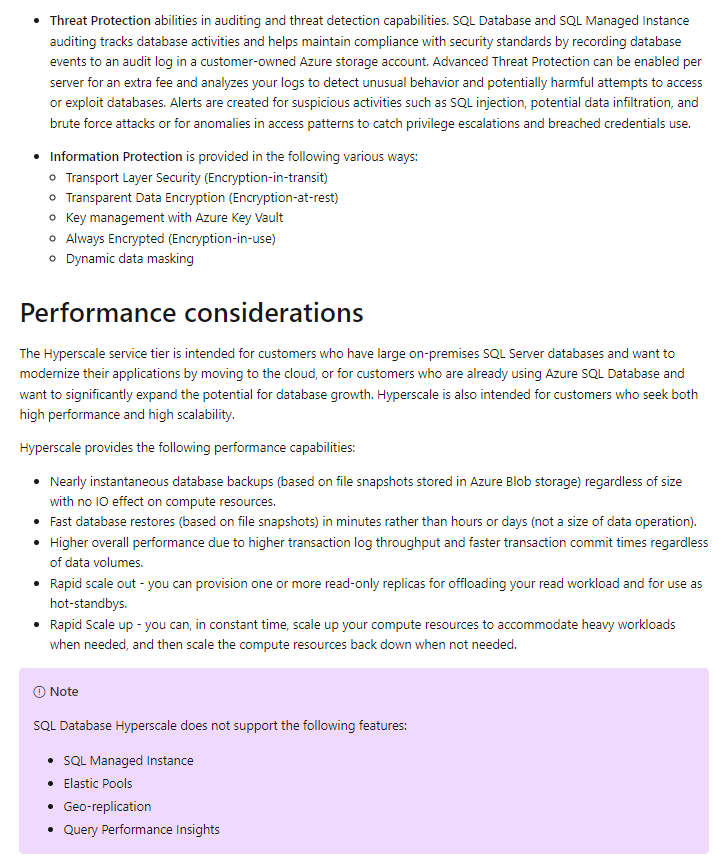 • Threat Protection abilities in auditing and threat detection capabilities. SQL Database and SQL Managed Instance
auditing tracks database activities and helps maintain compliance with security standards by recording database
events to an audit log in a customer-owned Azure storage account. Advanced Threat Protection can be enabled per
server for an extra fee and analyzes your logs to detect unusual behavior and potentially harmful attempts to access
or exploit databases. Alerts are created for suspicious activities such as SQL injection, potential data infiltration, and
brute force attacks or for anomalies in access patterns to catch privilege escalations and breached credentials use.
• Information Protection is provided in the following various ways:
○ Transport Layer Security (Encryption-in-transit)
○ Transparent Data Encryption (Encryption-at-rest)
○ Key management with Azure Key Vault
○ Always Encrypted (Encryption-in-use)
○ Dynamic data masking
Performance considerations
The Hyperscale service tier is intended for customers who have large on-premises SQL Server databases and want to
modernize their applications by moving to the cloud, or for customers who are already using Azure SQL Database and
want to significantly expand the potential for database growth. Hyperscale is also intended for customers who seek both
high performance and high scalability.
Hyperscale provides the following performance capabilities:
• Nearly instantaneous database backups (based on file snapshots stored in Azure Blob storage) regardless of size
with no IO effect on compute resources.
• Fast database restores (based on file snapshots) in minutes rather than hours or days (not a size of data operation).
• Higher overall performance due to higher transaction log throughput and faster transaction commit times regardless
of data volumes.
• Rapid scale out - you can provision one or more read-only replicas for offloading your read workload and for use as
hot-standbys.
• Rapid Scale up - you can, in constant time, scale up your compute resources to accommodate heavy workloads
when needed, and then scale the compute resources back down when not needed.
Note
SQL Database Hyperscale does not support the following features:
• SQL Managed Instance
• Elastic Pools
• Geo-replication
• Query Performance Insights